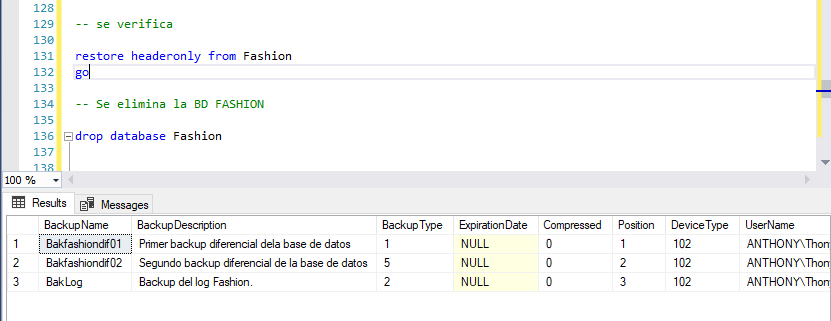 128
129 -- se verifica
130
131 restore headeronly from Fashion
132 go
133
134 -- Se elimina la BD FASHION
135
136 drop database Fashion
137
138
100 %
Results Messages
BackupName BackupDescription BackupType ExpirationDate Compressed Position DeviceType UserName
1 Bakfashiondif01 Primer backup diferencial dela base de datos 1 NULL 0 1 102 ANTHONY\Thon
2 Bakfashiondif02 Segundo backup diferencial de la base de datos 5 NULL 0 2 102 ANTHONY\Thon
3 BakLog Backup del log Fashion. 2 NULL 0 3 102 ANTHONY\Thon